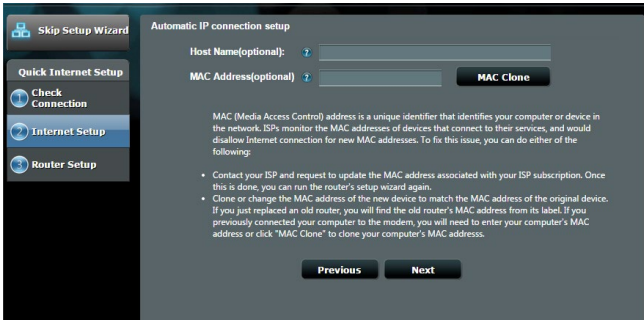 Skip Setup Wizard
Quick Internet Setup
1 Check
Connection
2 Internet Setup
3 Router Setup
Automatic IP connection setup
Host Name(optional): ?
MAC Address(optional) ?
MAC Clone
MAC (Media Access Control) address is a unique identifier that identifies your computer or device in
the network. ISPs monitor the MAC addresses of devices that connect to their services, and would
disallow Internet connection for new MAC addresses. To fix this issue, you can do either of the
following:
• Contact your ISP and request to update the MAC address associated with your ISP subscription. Once
this is done, you can run the router's setup wizard again.
• Clone or change the MAC address of the new device to match the MAC address of the original device.
If you just replaced an old router, you will find the old router's MAC address from its label. If you
previously connected your computer to the modem, you will need to enter your computer's MAC
address or click "MAC Clone" to clone your computer's MAC addresss.
Previous
Next